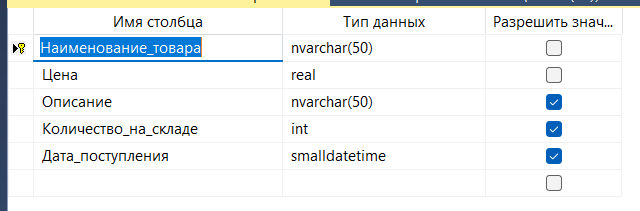 Имя столбца Тип данных Разрешить знач...
Наименование_товара nvarchar(50)
Цена real
Описание nvarchar(50)
Количество_на_складе int
Дата_поступления smalldatetime